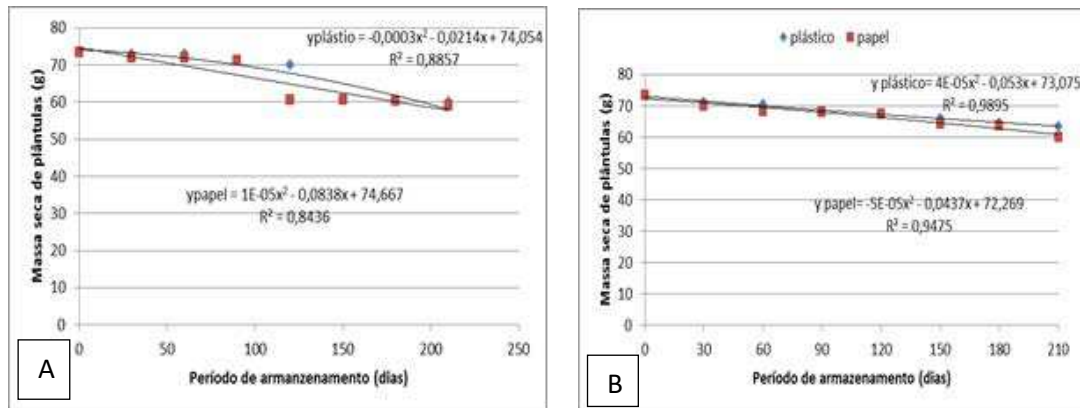 80
70
60
50
40
30
20
10
0
Massa seca de plântulas (g)
yplástio = -0,0003x² - 0,0214x + 74,054
R² = 0,8857
ypapel = 1E-05x² - 0,0838x + 74,667
R² = 0,8436
0 50 100 150 200 250
Período de armanzenamento (dias)
A
plástico papel
80
70
60
50
40
30
20
10
0
Massa seca de plântulas (g)
y plástico= 4E-05x² - 0,053x + 73,075
R² = 0,9895
y papel= -5E-05x² - 0,0437x + 72,269
R² = 0,9475
0 30 60 90 120 150 180 210
Período de armazenamento (dias)
B